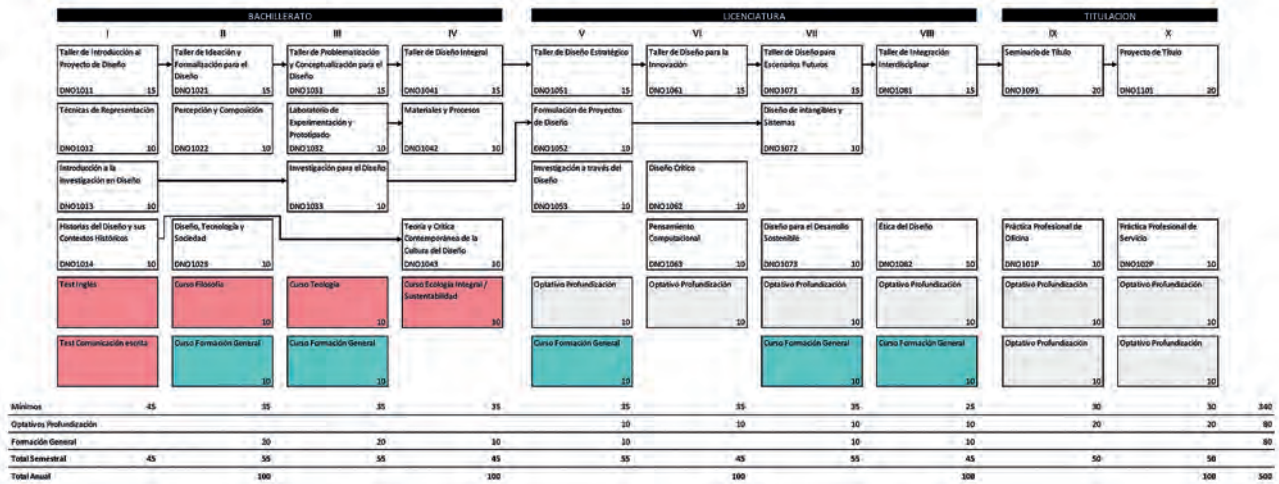 BACHILLERATO LICENCIATURA TITULACION
I II III IV V VI VII VIII IX X
Taller de Introducción al Proyecto de Diseño
DNO1011 15
Taller de Ideación y Formalización para el Diseño
DNO1021 15
Taller de Problematización y Conceptualización para el Diseño
DNO1031 15
Taller de Diseño Integral
DNO1041 15
Taller de Diseño Estratégico
DNO1051 15
Taller de Diseño para la Innovación
DNO1061 15
Taller de Diseño para Escenarios Futuros
DNO1071 15
Taller de Integración Interdisciplinar
DNO1081 15
Seminario de Título
DNO1091 20
Proyecto de Título
DNO1101 20
Técnicas de Representación
DNO1012 10
Percepción y Composición
DNO1022 10
Laboratorio de Experimentación y Prototipado
DNO1032 10
Materiales y Procesos
DNO1042 10
Formulación de Proyectos de Diseño
DNO1052 10
Diseño de intangibles y Sistemas
DNO1072 10
Introducción a la Investigación en Diseño
DNO1013 10
Investigación para el Diseño
DNO1033 10
Investigación a través del Diseño
DNO1053 10
Diseño Crítico
DNO1062 10
Historias del Diseño y sus Contextos Históricos
DNO1014 10
Diseño, Tecnología y Sociedad
DNO1023 10
Teoría y Crítica Contemporánea de la Cultura del Diseño
DNO1043 10
Pensamiento Computacional
DNO1063 10
Diseño para el Desarrollo Sostenible
DNO1073 10
Ética del Diseño
DNO1082 10
Práctica Profesional de Oficina
DNO101P 10
Práctica Profesional de Servicio
DNO102P 10
Test Inglés
Curso Filosofía
10
Curso Teología
10
Curso Ecología Integral / Sustentabilidad
10
Optativo Profundización
10
Optativo Profundización
10
Optativo Profundización
10
Optativo Profundización
10
Optativo Profundización
10
Optativo Profundización
10
Test Comunicación escrita
Curso Formación General
10
Curso Formación General
10
Curso Formación General
10
Curso Formación General
10
Curso Formación General
10
Optativo Profundización
10
Optativo Profundización
10
Mínimos 45 35 35 35 35 35 35 25 30 30 340
Optativos Profundización 10 10 10 10 20 20 80
Formación General 20 20 10 10 10 10 80
Total Semestral 45 55 55 45 55 45 55 45 50 50
Total Anual 100 100 100 100 100 500